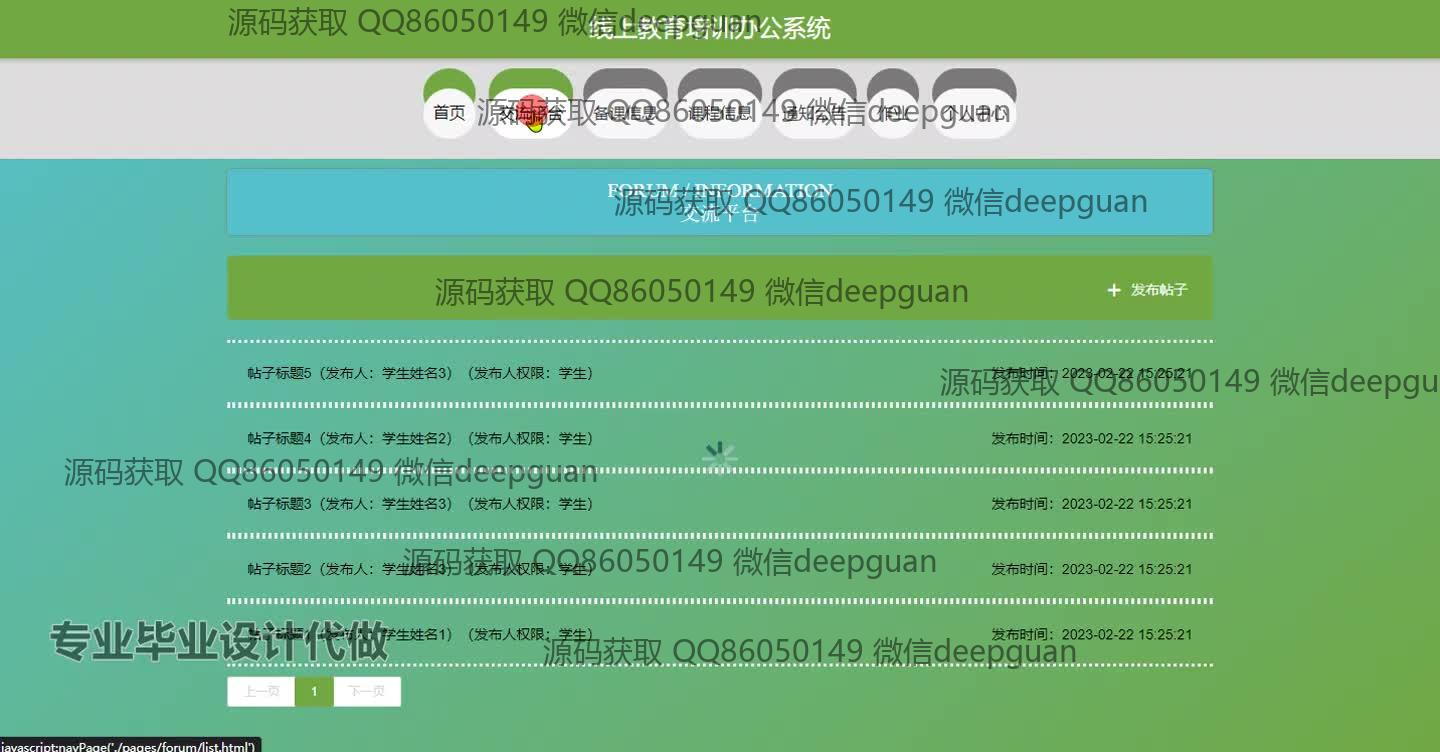 源码获取 QQ86050149 微信deepguan
线上教育培训办公系统
首页 交流平台 备课信息 课程信息 通知公告 作业 个人中心
源码获取 QQ86050149 微信deepguan
FORUM / INFORMATION
源码获取 QQ86050149 微信deepguan
交流平台
源码获取 QQ86050149 微信deepguan
+ 发布帖子
帖子标题5（发布人：学生姓名3）（发布人权限：学生） 发布时间：2023-02-22 15:25:21
源码获取 QQ86050149 微信deepgu
帖子标题4（发布人：学生姓名2）（发布人权限：学生） 发布时间：2023-02-22 15:25:21
源码获取 QQ86050149 微信deepguan
帖子标题3（发布人：学生姓名3）（发布人权限：学生） 发布时间：2023-02-22 15:25:21
源码获取 QQ86050149 微信deepguan
帖子标题2（发布人：学生姓名3）（发布人权限：学生） 发布时间：2023-02-22 15:25:21
专业毕业设计代做
帖子标题1（发布人：学生姓名1）（发布人权限：学生） 发布时间：2023-02-22 15:25:21
源码获取 QQ86050149 微信deepguan
上一页 1 下一页
javascript:navPage('./pages/forum/list.html')